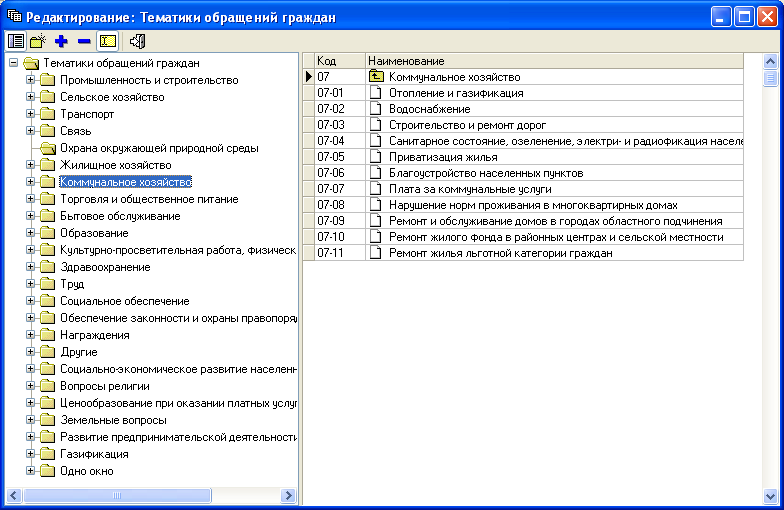 Редактирование: Тематики обращений граждан
Тематики обращений граждан
Промышленность и строительство
Сельское хозяйство
Транспорт
Связь
Охрана окружающей природной среды
Жилищное хозяйство
Коммунальное хозяйство
Торговля и общественное питание
Бытовое обслуживание
Образование
Культурно-просветительная работа, физическ
Здравоохранение
Труд
Социальное обеспечение
Обеспечение законности и охраны правопоряд
Награждения
Другие
Социально-экономическое развитие населенн
Вопросы религии
Ценообразование при оказании платных услуг
Земельные вопросы
Развитие предпринимательской деятельности
Газификация
Одно окно
Код Наименование
07 Коммунальное хозяйство
07-01 Отопление и газификация
07-02 Водоснабжение
07-03 Строительство и ремонт дорог
07-04 Санитарное состояние, озеленение, электри- и радиофикация населе
07-05 Приватизация жилья
07-06 Благоустройство населенных пунктов
07-07 Плата за коммунальные услуги
07-08 Нарушение норм проживания в многоквартирных домах
07-09 Ремонт и обслуживание домов в городах областного подчинения
07-10 Ремонт жилого фонда в районных центрах и сельской местности
07-11 Ремонт жилья льготной категории граждан